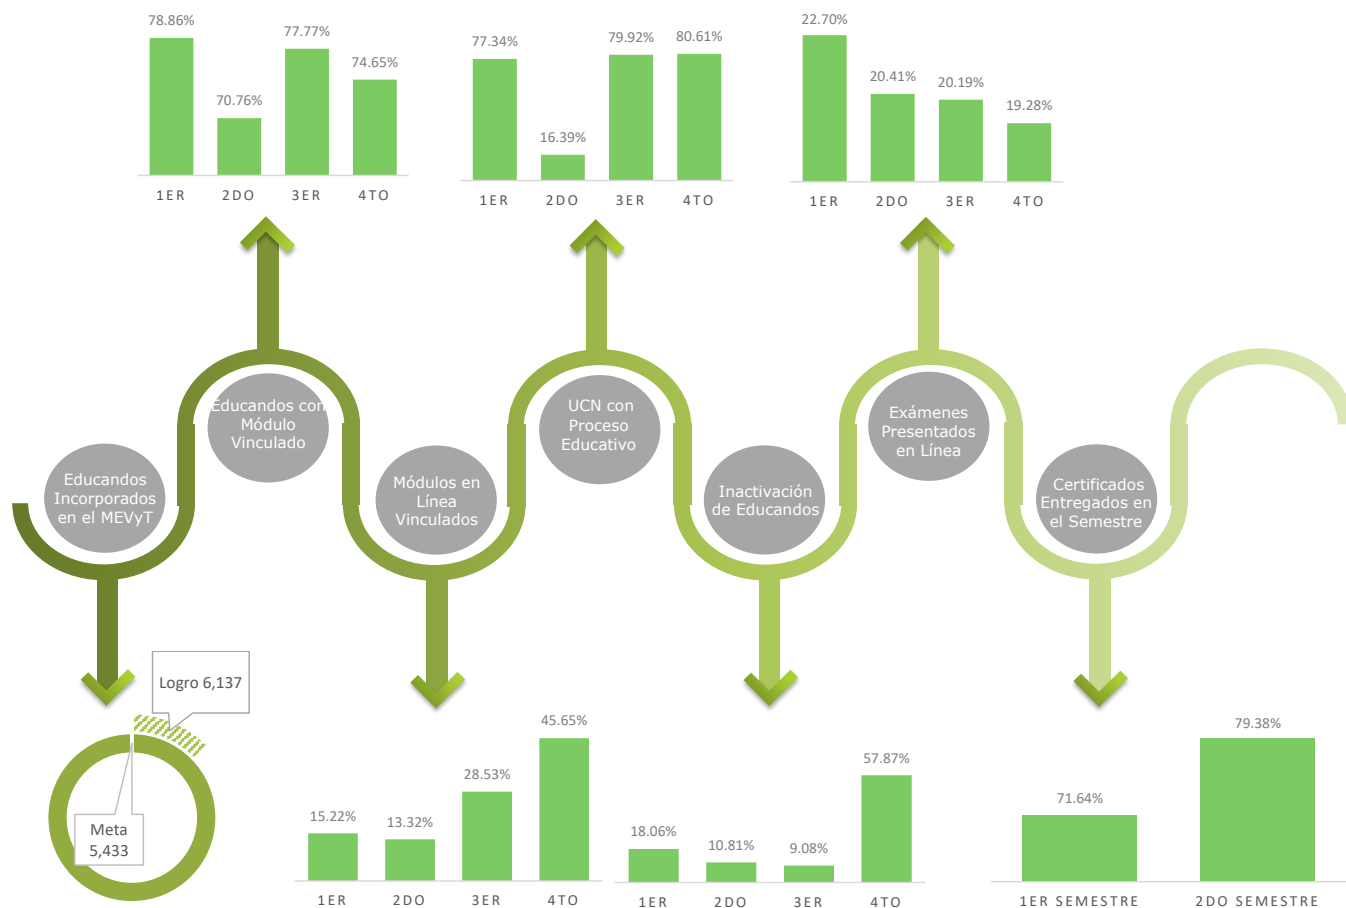 78.86%
70.76%
77.77%
74.65%
1ER
2DO
3ER
4TO
77.34%
16.39%
79.92%
80.61%
1ER
2DO
3ER
4TO
22.70%
20.41%
20.19%
19.28%
1ER
2DO
3ER
4TO
Educandos
Incorporados
en el MEVyT
Educandos con
Módulo
Vinculado
Módulos en
Línea
Vinculados
UCN con
Proceso
Educativo
Inactivación
de Educandos
Exámenes
Presentados
en Línea
Certificados
Entregados en
el Semestre
Logro 6,137
Meta
5,433
15.22%
13.32%
28.53%
45.65%
1ER
2DO
3ER
4TO
18.06%
10.81%
9.08%
57.87%
1ER
2DO
3ER
4TO
71.64%
79.38%
1ER SEMESTRE
2DO SEMESTRE